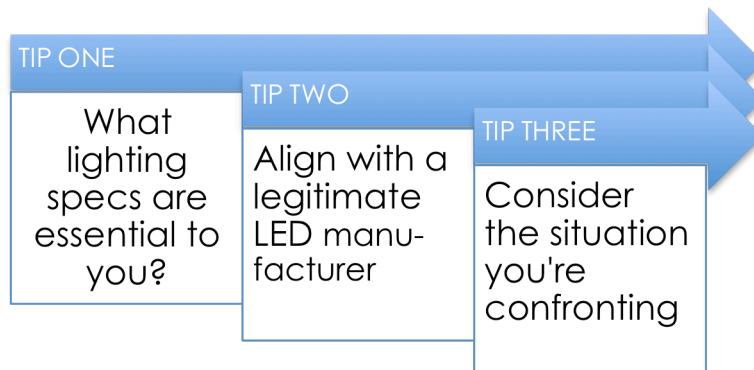 TIP ONE
What
lighting
specs are
essential to
you?
TIP TWO
Align with a
legitimate
LED manu-
facturer
TIP THREE
Consider
the situation
you're
confronting